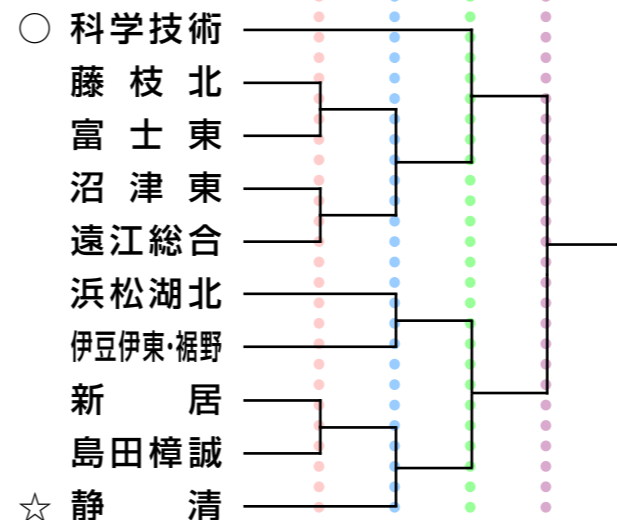 ○ 科学技術
藤枝北
富士東
沼津東
遠江総合
浜松湖北
伊豆伊東・裾野
新居
島田樟誠
☆ 静清